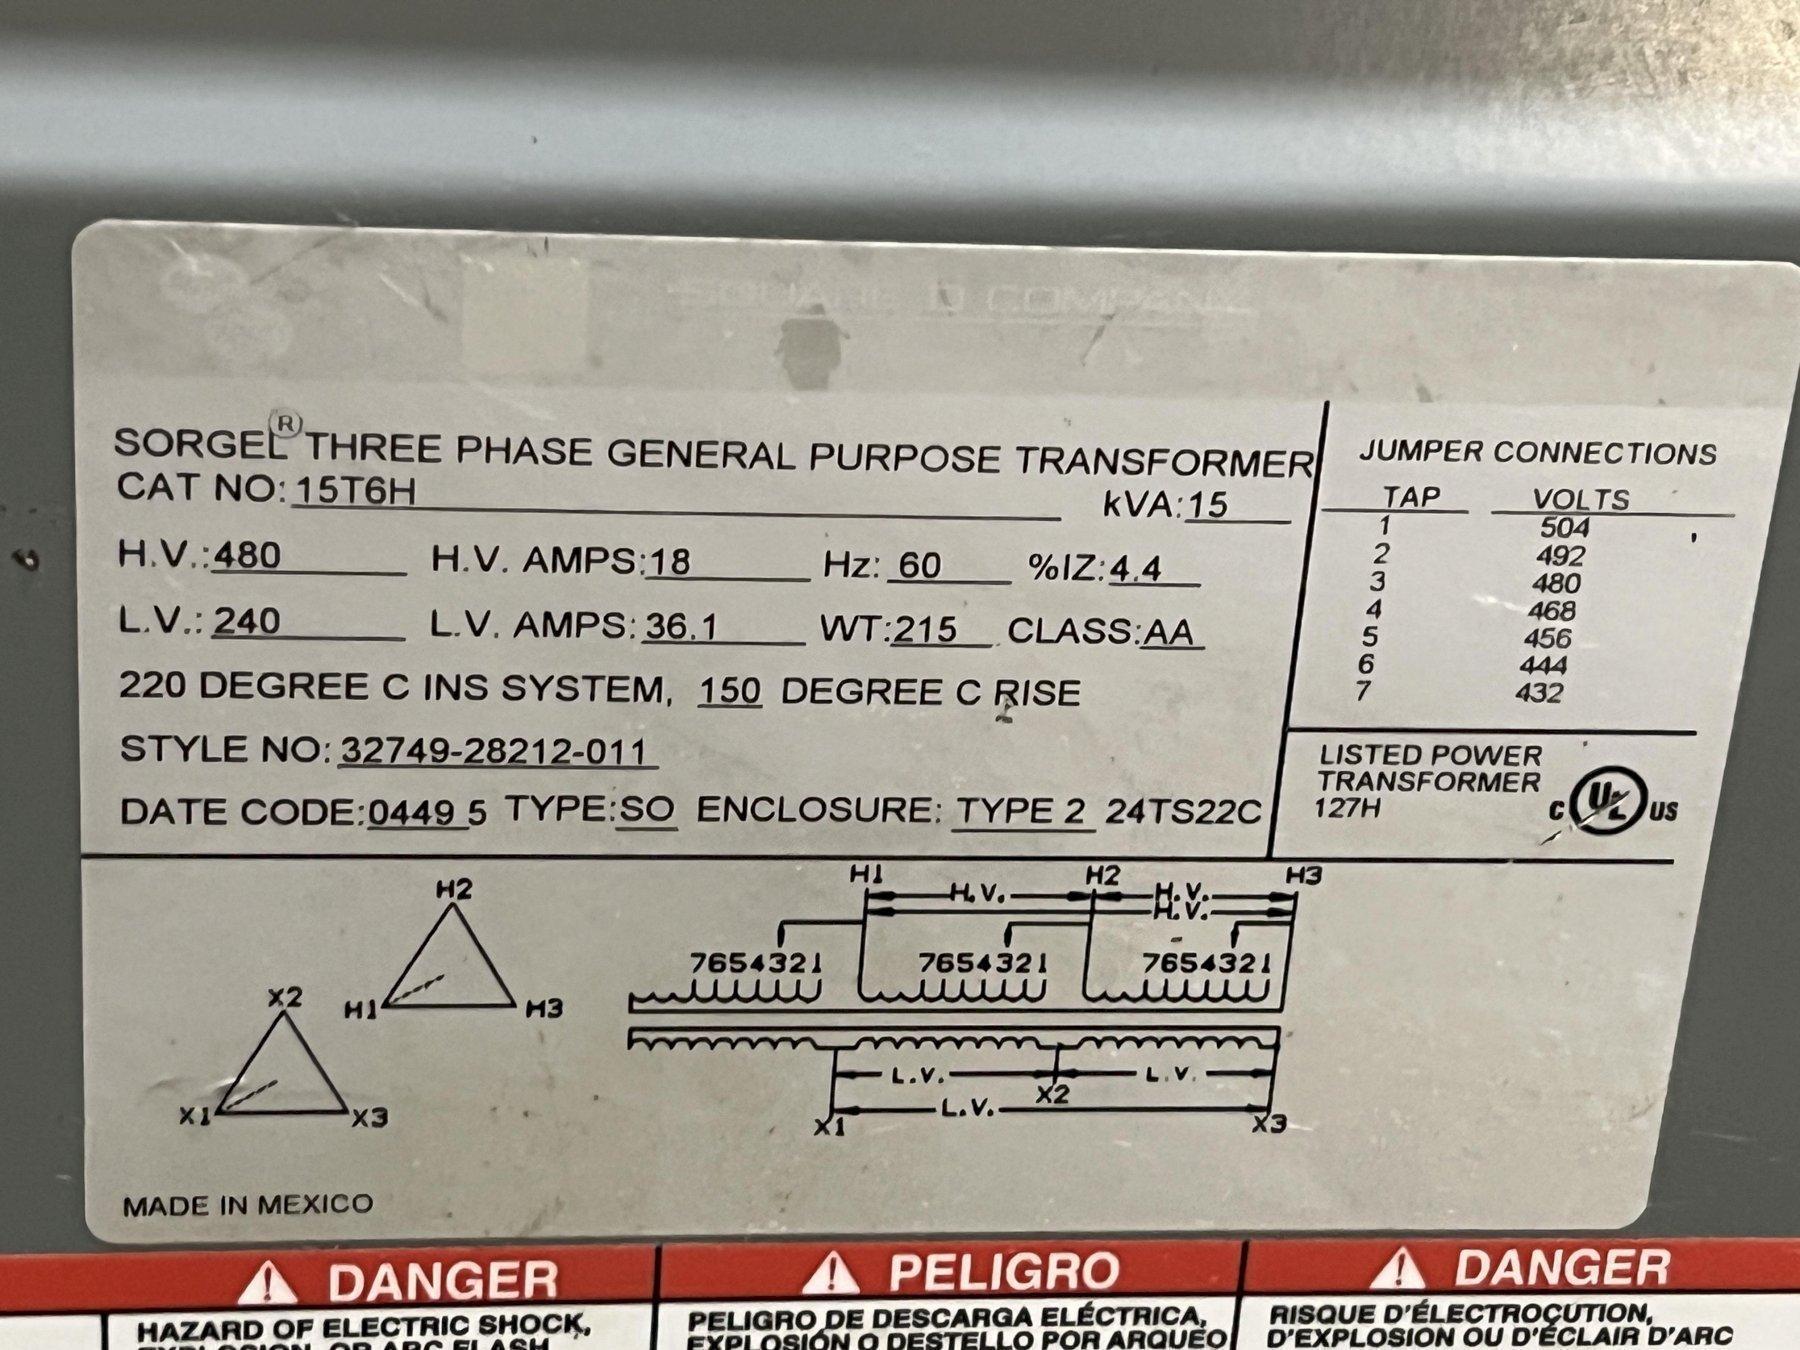 SQUARE D COMPANY
SORGEL® THREE PHASE GENERAL PURPOSE TRANSFORMER
CAT NO: 15T6H kVA: 15
H.V.: 480 H.V. AMPS: 18 Hz: 60 %IZ: 4.4
L.V.: 240 L.V. AMPS: 36.1 WT: 215 CLASS: AA
220 DEGREE C INS SYSTEM, 150 DEGREE C RISE
STYLE NO: 32749-28212-011
DATE CODE: 0449 5 TYPE: SO ENCLOSURE: TYPE 2 24TS22C
JUMPER CONNECTIONS
TAP VOLTS
1 504
2 492
3 480
4 468
5 456
6 444
7 432
LISTED POWER
TRANSFORMER
127H
C UL US
H2
H1 H3
X2
X1 X3
H1 H2 H3
H.V. H.V.
H.V.
7654321 7654321 7654321
L.V. L.V.
X2
L.V.
X1 X3
MADE IN MEXICO
DANGER
HAZARD OF ELECTRIC SHOCK,
EXPLOSION, OR ARC FLASH
PELIGRO
PELIGRO DE DESCARGA ELÉCTRICA,
EXPLOSIÓN O DESTELLO POR ARQUEO
DANGER
RISQUE D'ÉLECTROCUTION,
D'EXPLOSION OU D'ÉCLAIR D'ARC